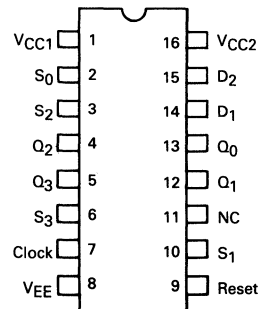 VCC1 1 16 VCC2
S0 2 15 D2
S2 3 14 D1
Q2 4 13 Q0
Q3 5 12 Q1
S3 6 11 NC
Clock 7 10 S1
VEE 8 9 Reset